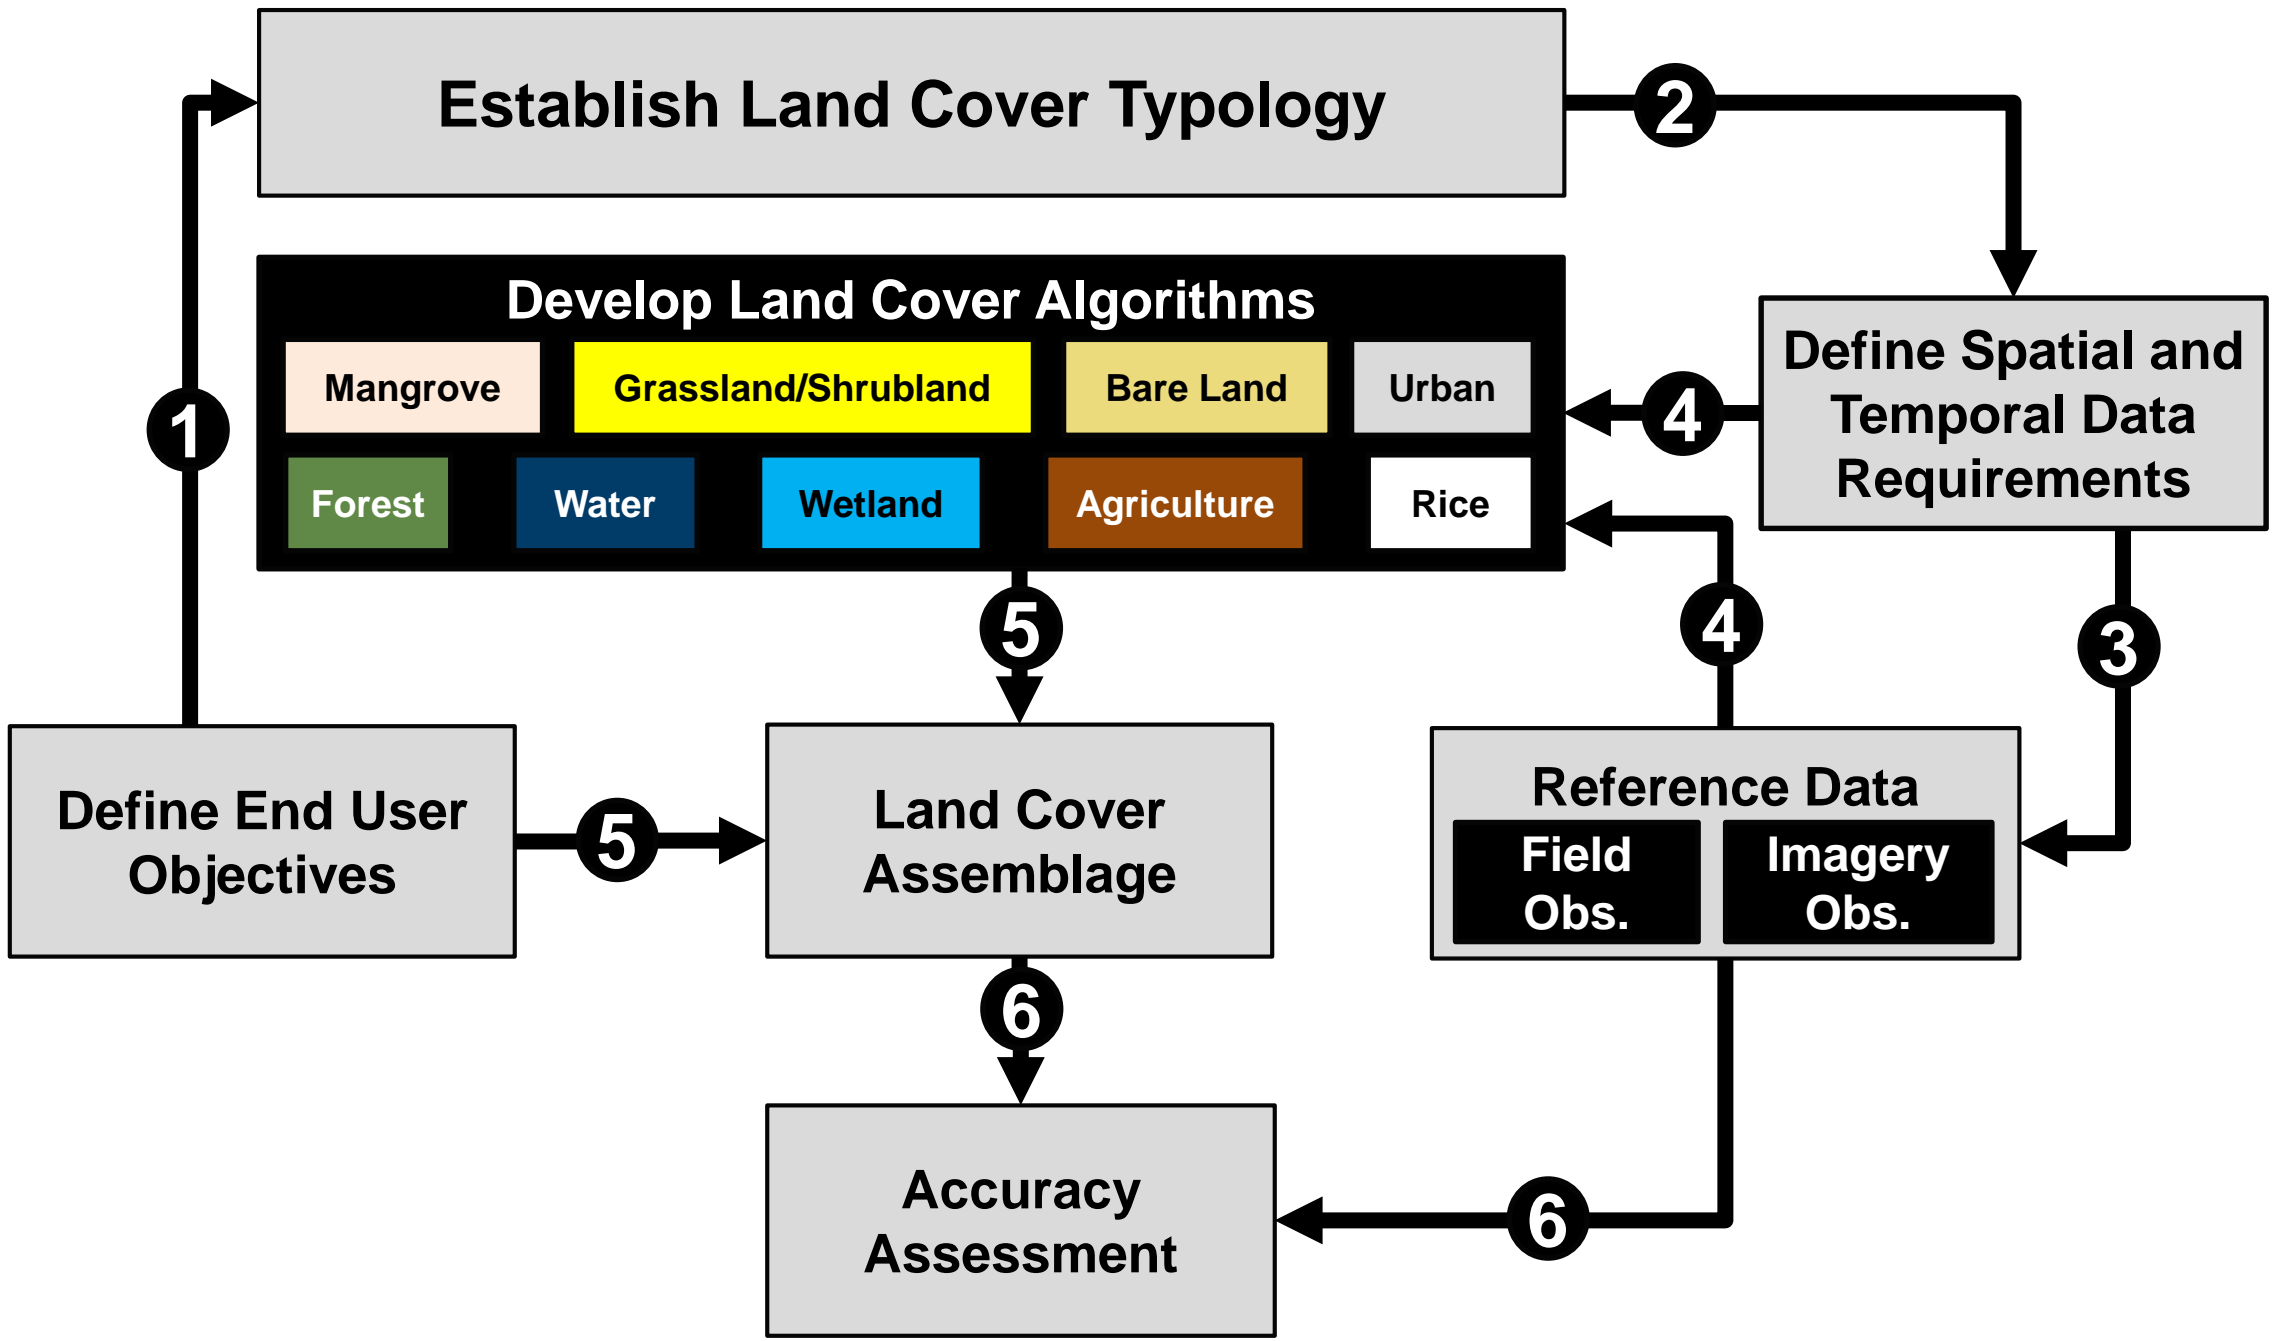 Establish Land Cover Typology
2
Develop Land Cover Algorithms
Mangrove
Grassland/Shrubland
Bare Land
Urban
Forest
Water
Wetland
Agriculture
Rice
Define Spatial and
Temporal Data
Requirements
1
4
4
3
5
Define End User
Objectives
5
Land Cover
Assemblage
Reference Data
Field
Obs.
Imagery
Obs.
6
Accuracy
Assessment
6